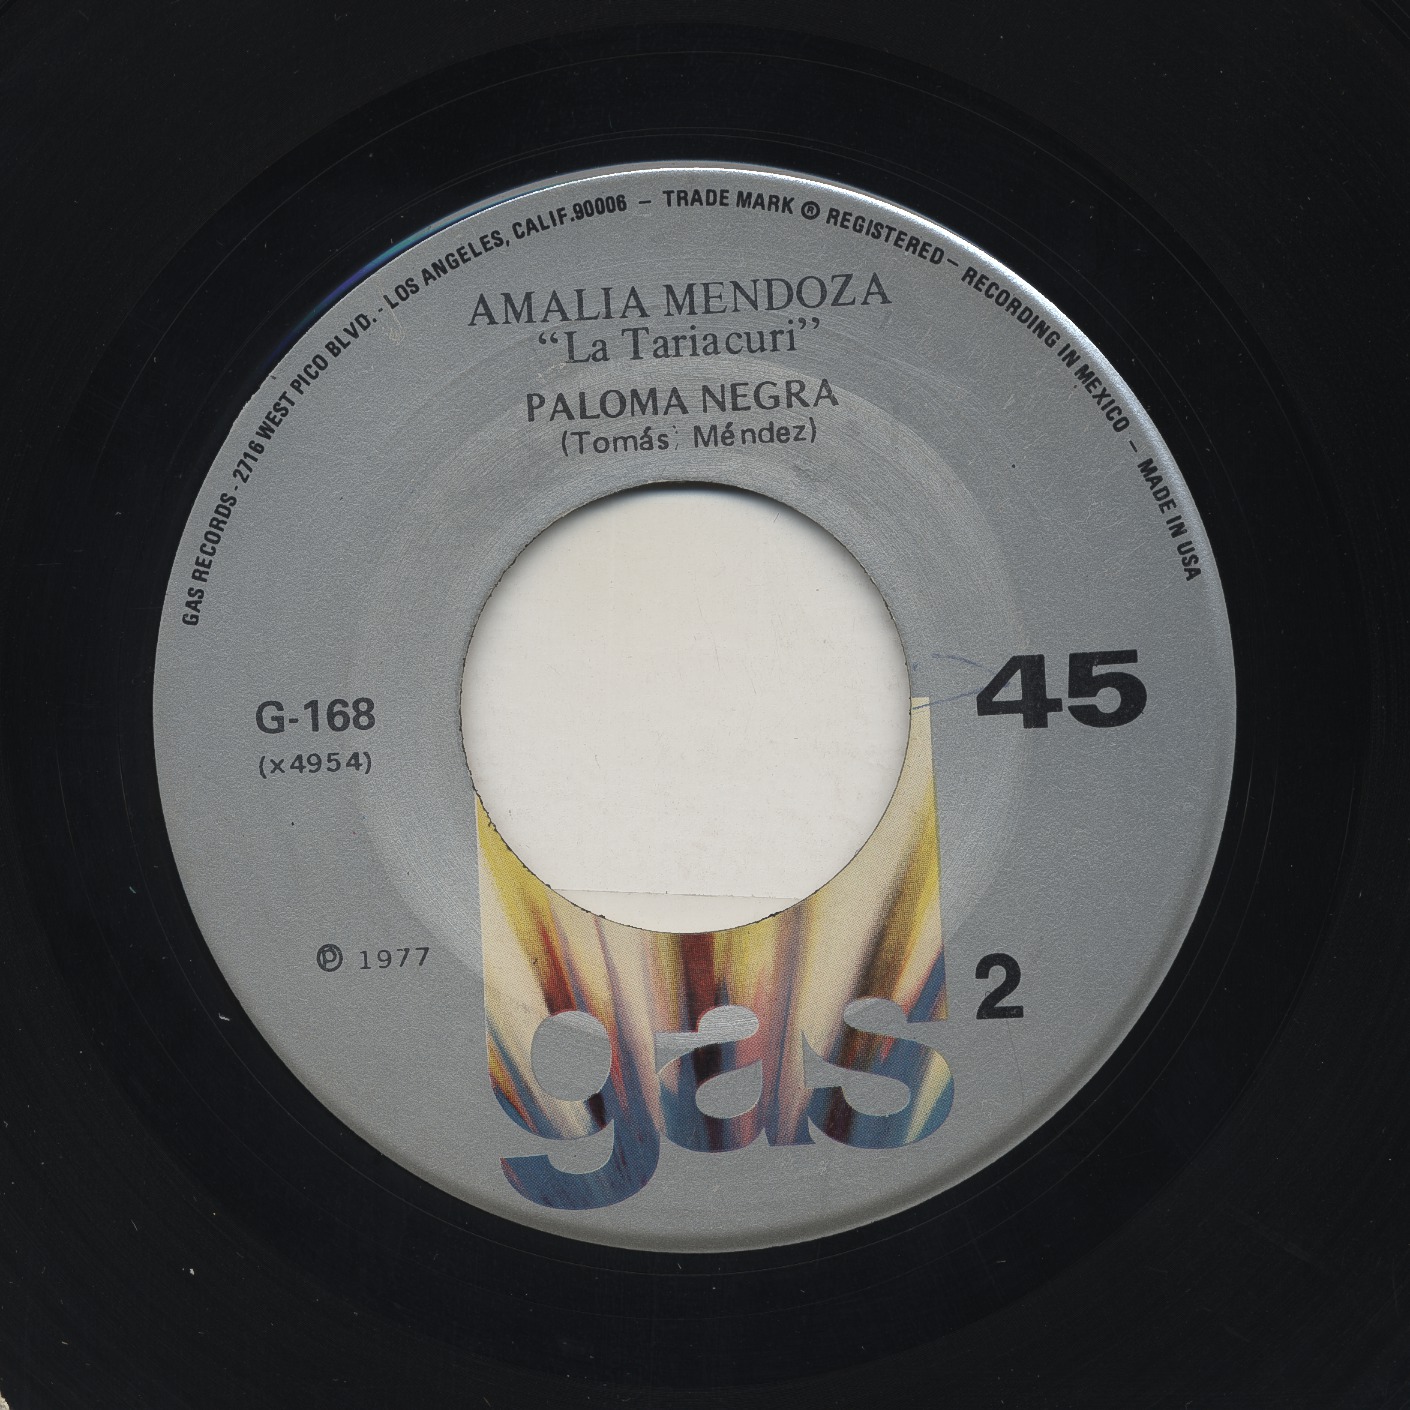 GAS RECORDS - 2716 WEST PICO BLVD. - LOS ANGELES, CALIF.90006 – TRADE MARK ® REGISTERED – RECORDING IN MEXICO – MADE IN USA
AMALIA MENDOZA
“La Tariacuri”
PALOMA NEGRA
(Tomás Méndez)
G-168
(x4954)
45
℗ 1977
2
gas